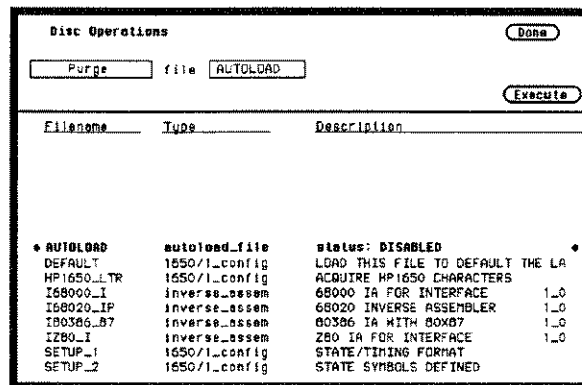 Disc Operations Done
Purge file AUTOLOAD
Execute
Filename Type Description
AUTOLOAD autoload_file status: DISABLED
DEFAULT 1650/1_config LOAD THIS FILE TO DEFAULT THE LA
HP1650_LTR 1650/1_config ACQUIRE HP1650 CHARACTERS
I68000_I inverse_assem 68000 IA FOR INTERFACE 1_0
I68020_IP inverse_assem 68020 INVERSE ASSEMBLER 1_0
I80386_87 inverse_assem 80386 IA WITH 80X87 1_0
IZ80_I inverse_assem Z80 IA FOR INTERFACE 1_0
SETUP_1 1650/1_config STATE/TIMING FORMAT
SETUP_2 1650/1_config STATE SYMBOLS DEFINED